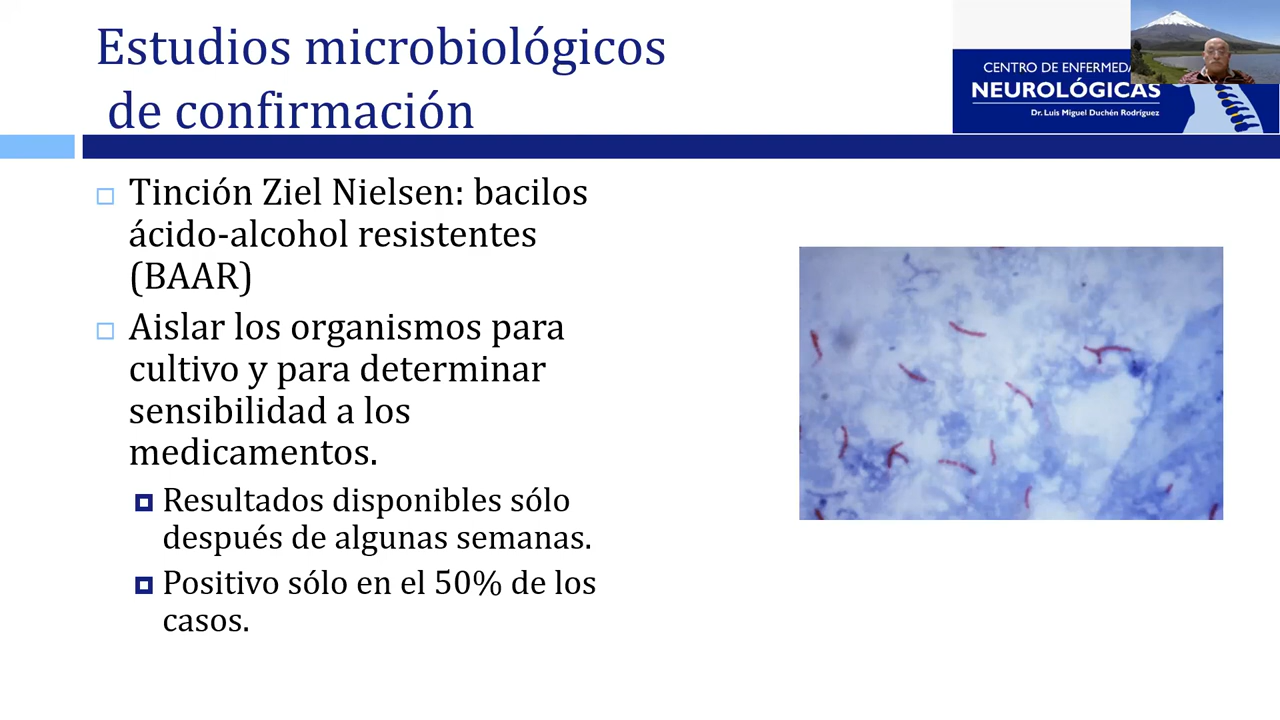 Estudios microbiológicos
de confirmación
CENTRO DE ENFERMEDA
NEUROLÓGICAS
Dr. Luis Miguel Duchén Rodríguez
Tinción Ziel Nielsen: bacilos
ácido-alcohol resistentes
(BAAR)
Aislar los organismos para
cultivo y para determinar
sensibilidad a los
medicamentos.
Resultados disponibles sólo
después de algunas semanas.
Positivo sólo en el 50% de los
casos.